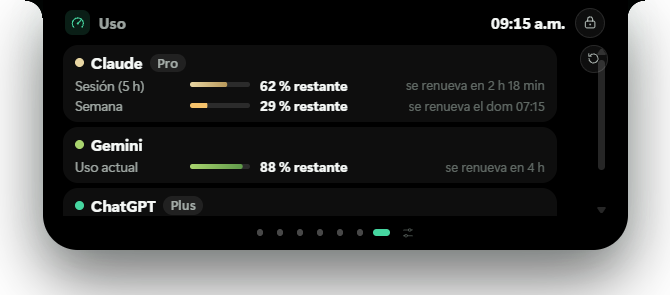 Uso
09:15 a.m.
Claude Pro
Sesión (5 h) 62 % restante se renueva en 2 h 18 min
Semana 29 % restante se renueva el dom 07:15
Gemini
Uso actual 88 % restante se renueva en 4 h
ChatGPT Plus